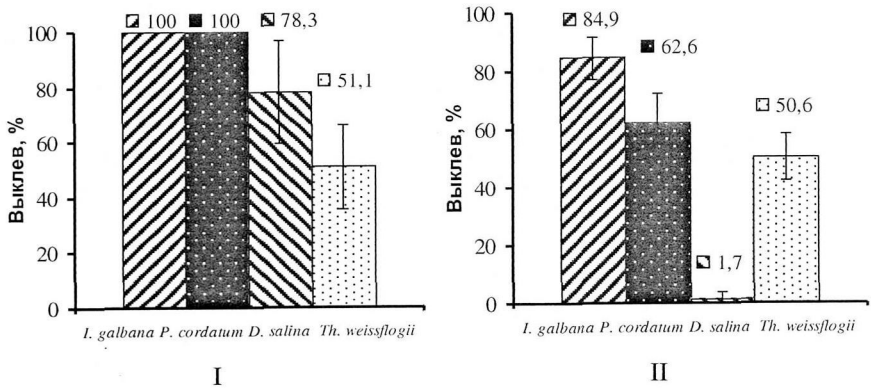 100 100 78,3
51,1
Выклев, %
100
80
60
40
20
0
I. galbana P. cordatum D. salina Th. weissflogii
I
84,9
62,6
50,6
1,7
Выклев, %
100
80
60
40
20
0
I. galbana P. cordatum D. salina Th. weissflogii
II